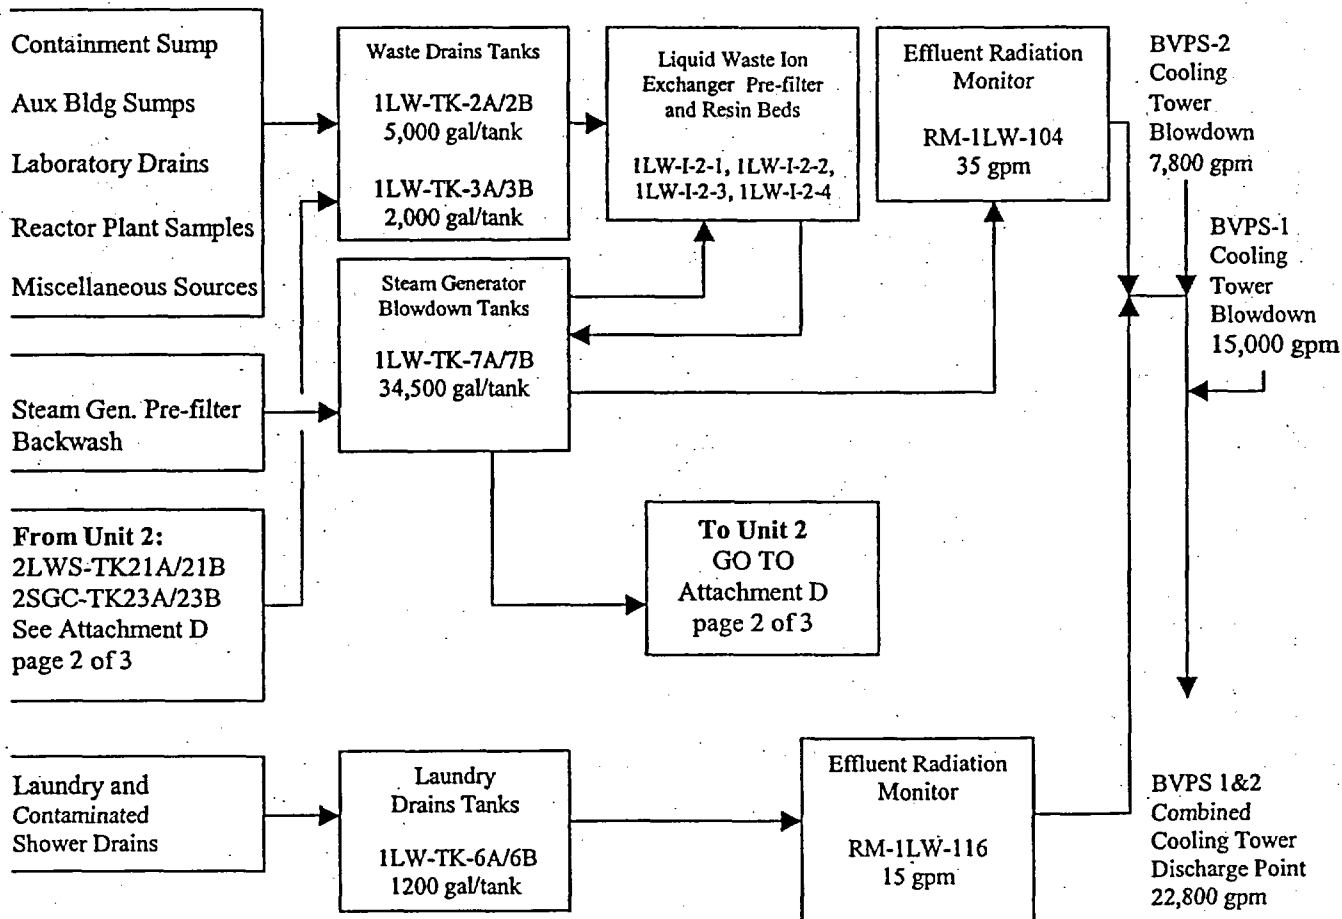 Containment Sump
Aux Bldg Sumps
Laboratory Drains
Reactor Plant Samples
Miscellaneous Sources
Waste Drains Tanks
1LW-TK-2A/2B
5,000 gal/tank
1LW-TK-3A/3B
2,000 gal/tank
Liquid Waste Ion
Exchanger Pre-filter
and Resin Beds
1LW-I-2-1, 1LW-I-2-2,
1LW-I-2-3, 1LW-I-2-4
Effluent Radiation
Monitor
RM-1LW-104
35 gpm
BVPS-2
Cooling
Tower
Blowdown
7,800 gpm
BVPS-1
Cooling
Tower
Blowdown
15,000 gpm
Steam Gen. Pre-filter
Backwash
Steam Generator
Blowdown Tanks
1LW-TK-7A/7B
34,500 gal/tank
From Unit 2:
2LWS-TK21A/21B
2SGC-TK23A/23B
See Attachment D
page 2 of 3
To Unit 2
GO TO
Attachment D
page 2 of 3
Laundry and
Contaminated
Shower Drains
Laundry
Drains Tanks
1LW-TK-6A/6B
1200 gal/tank
Effluent Radiation
Monitor
RM-1LW-116
15 gpm
BVPS 1&2
Combined
Cooling Tower
Discharge Point
22,800 gpm